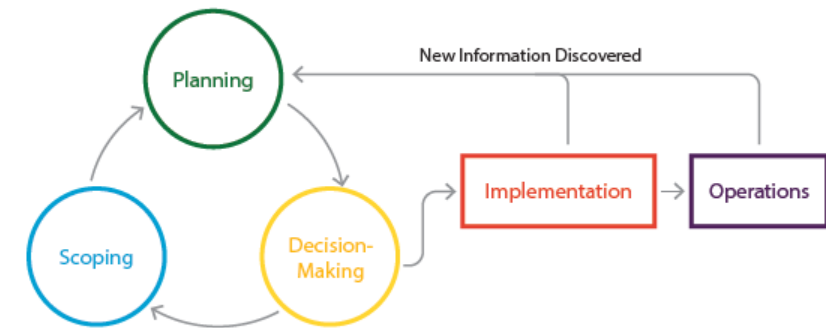 New Information Discovered
Planning
Implementation
Operations
Scoping
Decision-
Making